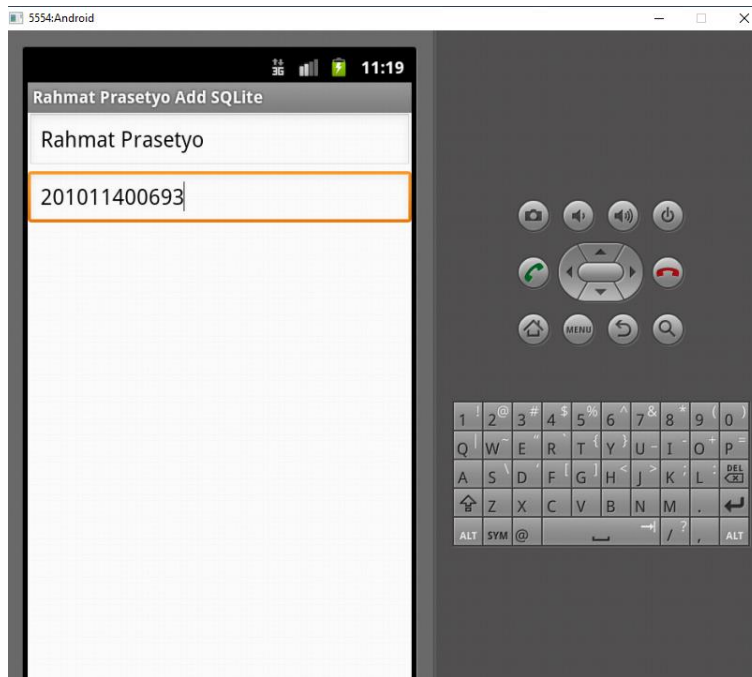 5554:Android
3G 11:19
Rahmat Prasetyo Add SQLite
Rahmat Prasetyo
201011400693
MENU
1 ! 2 @ 3 # 4 $ 5 % 6 ^ 7 & 8 * 9 ( 0 )
Q | W ~ E " R ` T { Y } U _ I - O + P =
A S \ D ' F [ G ] H < J > K ; L : DEL
Z X C V B N M .
ALT SYM @ / ? , ALT